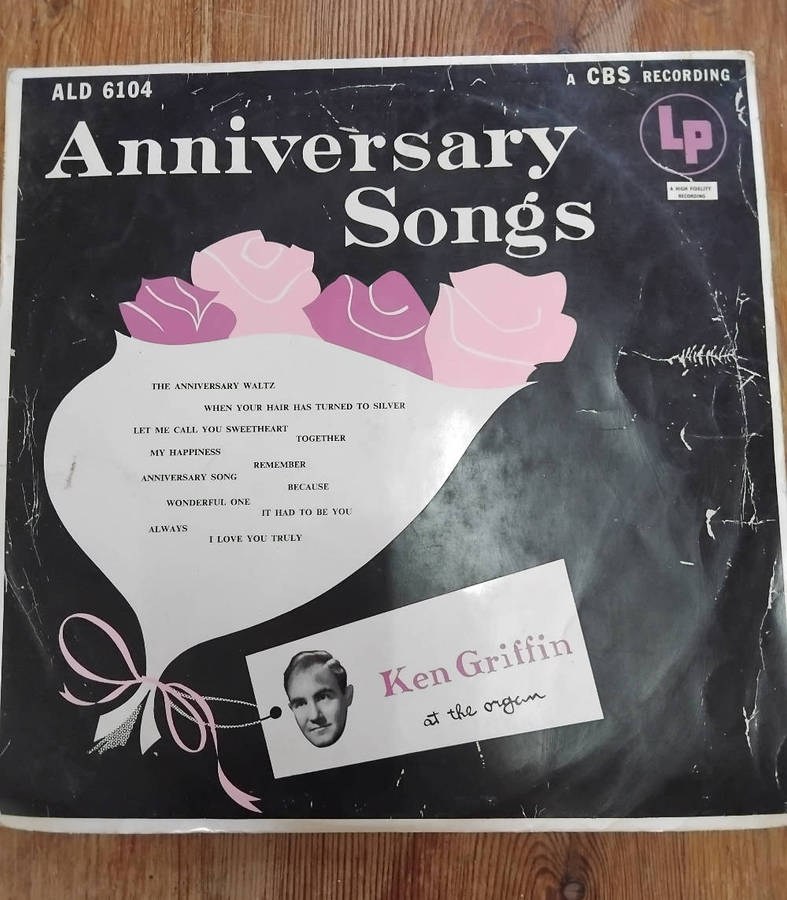 ALD 6104
A CBS RECORDING
Anniversary
Songs
LP
A HIGH FIDELITY
RECORDING
THE ANNIVERSARY WALTZ
WHEN YOUR HAIR HAS TURNED TO SILVER
LET ME CALL YOU SWEETHEART
TOGETHER
MY HAPPINESS
REMEMBER
ANNIVERSARY SONG
BECAUSE
WONDERFUL ONE
IT HAD TO BE YOU
ALWAYS
I LOVE YOU TRULY
Ken Griffin
at the organ